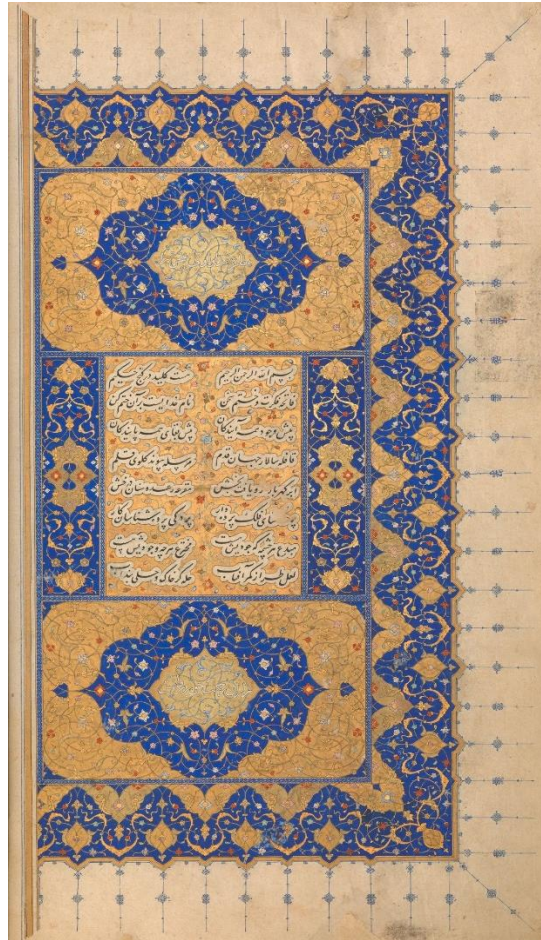 بسم الله الرحمن الرحیم هست کلید در گنج حکیم
فاتحه فکرت و ختم سخن نام خدایست بر آن ختم کن
پیش وجود همه آیندگان بیش بقای همه پایندگان
قافله سالار جهان قدم مرسله پیوند گلوی قلم
پرده گشای فلک پرده دار پردگی پرده شناسان کار
مبدع هر چشمه که جودیش هست مخترع هر چه وجودیش هست
لعل طراز کمر آفتاب حله گر خاک و حلی بند آب